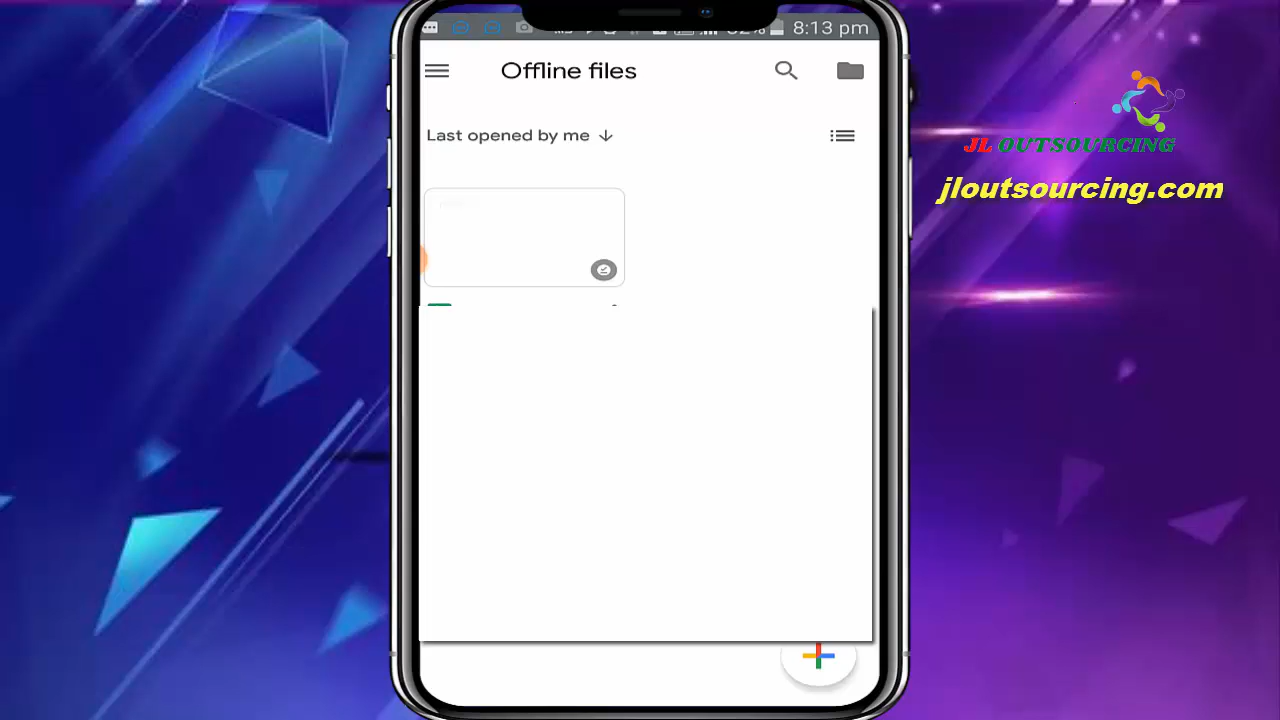 8:13 pm
Offline files
Last opened by me
JL OUTSOURCING
jloutsourcing.com